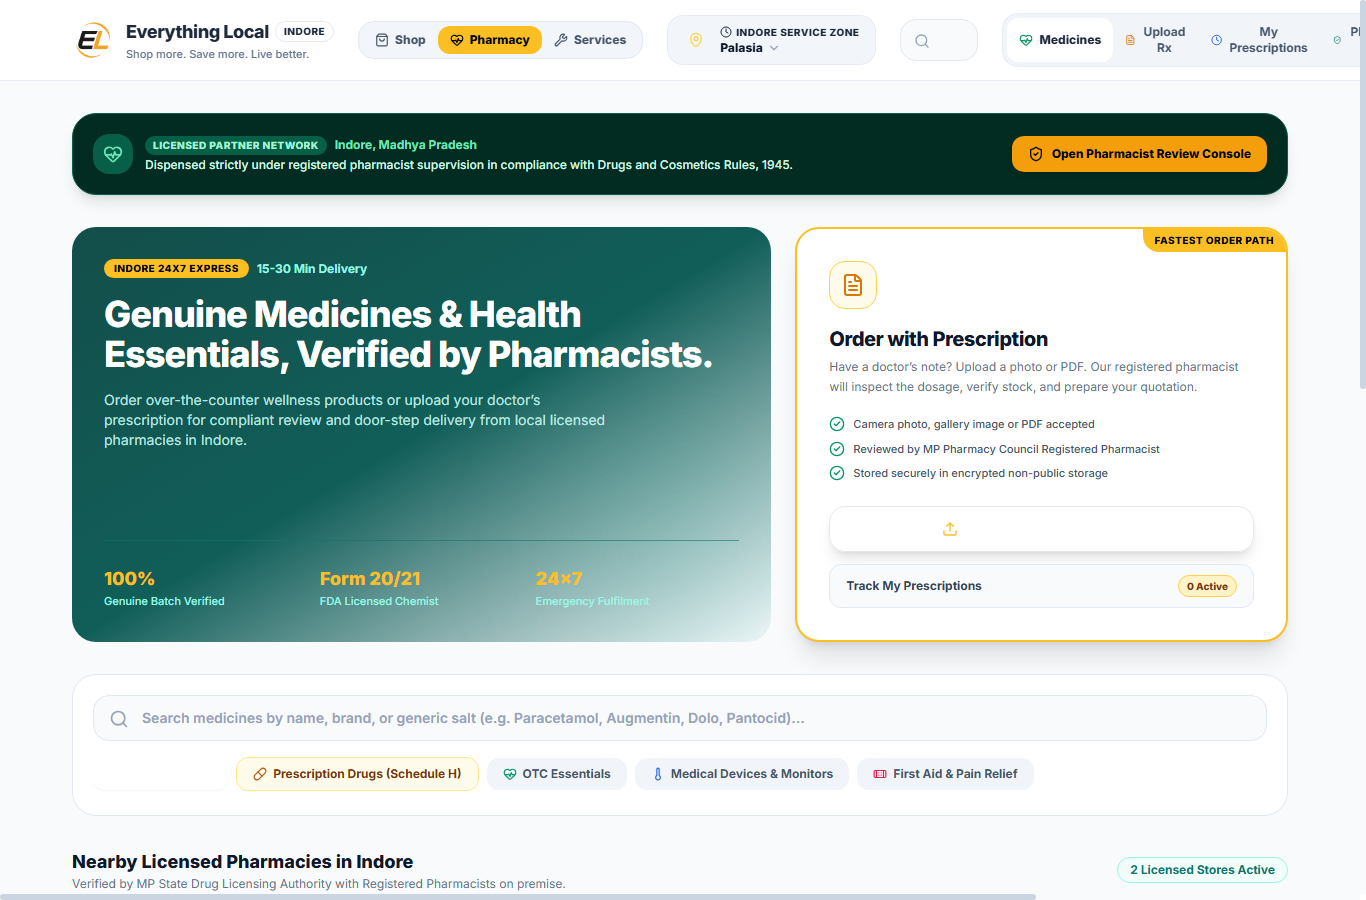 EL
Everything Local INDORE
Shop more. Save more. Live better.
Shop
Pharmacy
Services
INDORE SERVICE ZONE
Palasia
Medicines
Upload
Rx
My
Prescriptions
LICENSED PARTNER NETWORK Indore, Madhya Pradesh
Dispensed strictly under registered pharmacist supervision in compliance with Drugs and Cosmetics Rules, 1945.
Open Pharmacist Review Console
INDORE 24X7 EXPRESS 15-30 Min Delivery
Genuine Medicines & Health
Essentials, Verified by Pharmacists.
Order over-the-counter wellness products or upload your doctor's
prescription for compliant review and door-step delivery from local licensed
pharmacies in Indore.
100%
Genuine Batch Verified
Form 20/21
FDA Licensed Chemist
24×7
Emergency Fulfilment
FASTEST ORDER PATH
Order with Prescription
Have a doctor's note? Upload a photo or PDF. Our registered pharmacist
will inspect the dosage, verify stock, and prepare your quotation.
Camera photo, gallery image or PDF accepted
Reviewed by MP Pharmacy Council Registered Pharmacist
Stored securely in encrypted non-public storage
Track My Prescriptions 0 Active
Search medicines by name, brand, or generic salt (e.g. Paracetamol, Augmentin, Dolo, Pantocid)...
Prescription Drugs (Schedule H)
OTC Essentials
Medical Devices & Monitors
First Aid & Pain Relief
Nearby Licensed Pharmacies in Indore
Verified by MP State Drug Licensing Authority with Registered Pharmacists on premise.
2 Licensed Stores Active